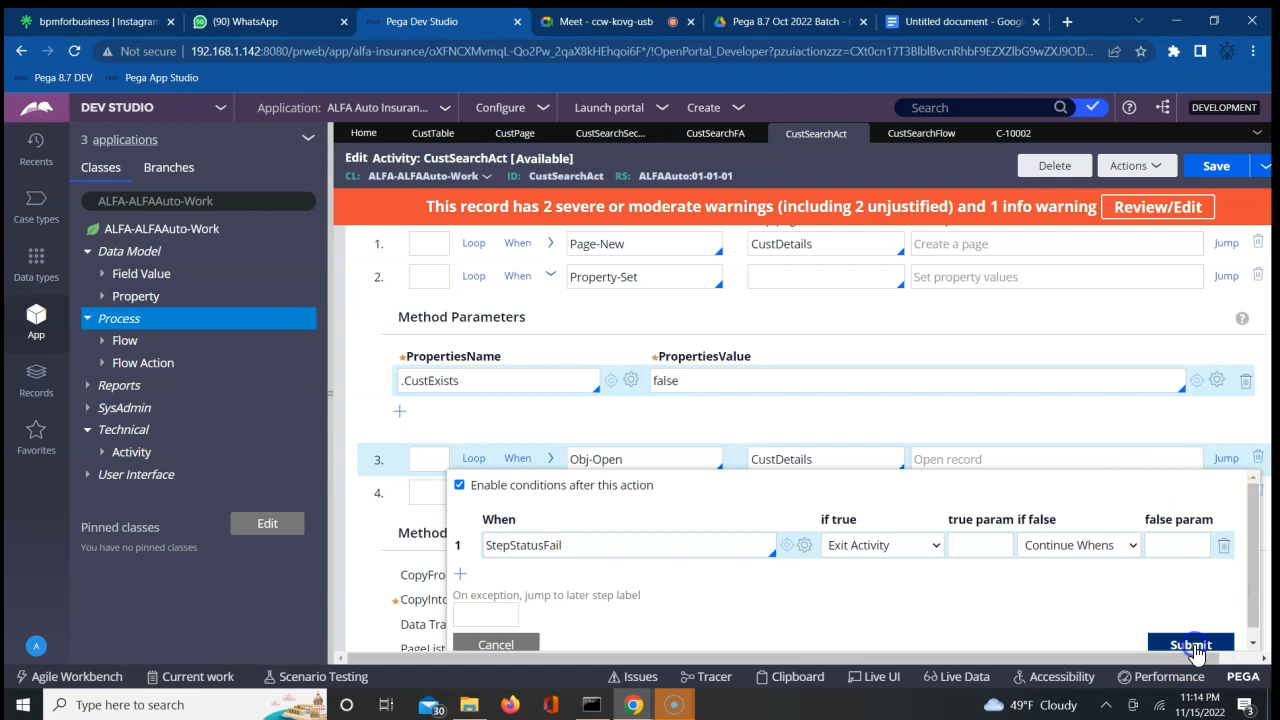 bpmforbusiness | Instagram
(90) WhatsApp
Pega Dev Studio
Meet - ccw-kovg-usb
Pega 8.7 Oct 2022 Batch -
Untitled document - Google
Not secure | 192.168.1.142:8080/prweb/app/alfa-insurance/oXFNCXMvmqL-Qo2Pw_2qaX8kHEhqoi6F*/!OpenPortal_Developer?pzuiactionzzz=CXt0cn17T3BlblBvcnRhbF9EZXZlbG9wZXJ9OD...
Pega 8.7 DEV
Pega App Studio
DEV STUDIO
Application: ALFA Auto Insuran...
Configure
Launch portal
Create
Search
DEVELOPMENT
Recents
Case types
Data types
App
Records
Favorites
A
3 applications
Classes
Branches
ALFA-ALFAAuto-Work
ALFA-ALFAAuto-Work
Data Model
Field Value
Property
Process
Flow
Flow Action
Reports
SysAdmin
Technical
Activity
User Interface
Pinned classes
Edit
You have no pinned classes
Home
CustTable
CustPage
CustSearchSec...
CustSearchFA
CustSearchAct
CustSearchFlow
C-10002
Edit Activity: CustSearchAct [Available]
CL: ALFA-ALFAAuto-Work ID: CustSearchAct RS: ALFAAuto:01-01-01
Delete
Actions
Save
This record has 2 severe or moderate warnings (including 2 unjustified) and 1 info warning
Review/Edit
1. Loop When Page-New CustDetails Create a page Jump
2. Loop When Property-Set Set property values Jump
Method Parameters
*PropertiesName *PropertiesValue
.CustExists false
3. Loop When Obj-Open CustDetails Open record Jump
4.
Enable conditions after this action
When if true true param if false false param
1 StepStatusFail Exit Activity Continue Whens
On exception, jump to later step label
Cancel
Submit
Agile Workbench
Current work
Scenario Testing
Issues
Tracer
Clipboard
Live UI
Live Data
Accessibility
Performance
PEGA
Type here to search
30
49°F Cloudy
11:14 PM
11/15/2022
3